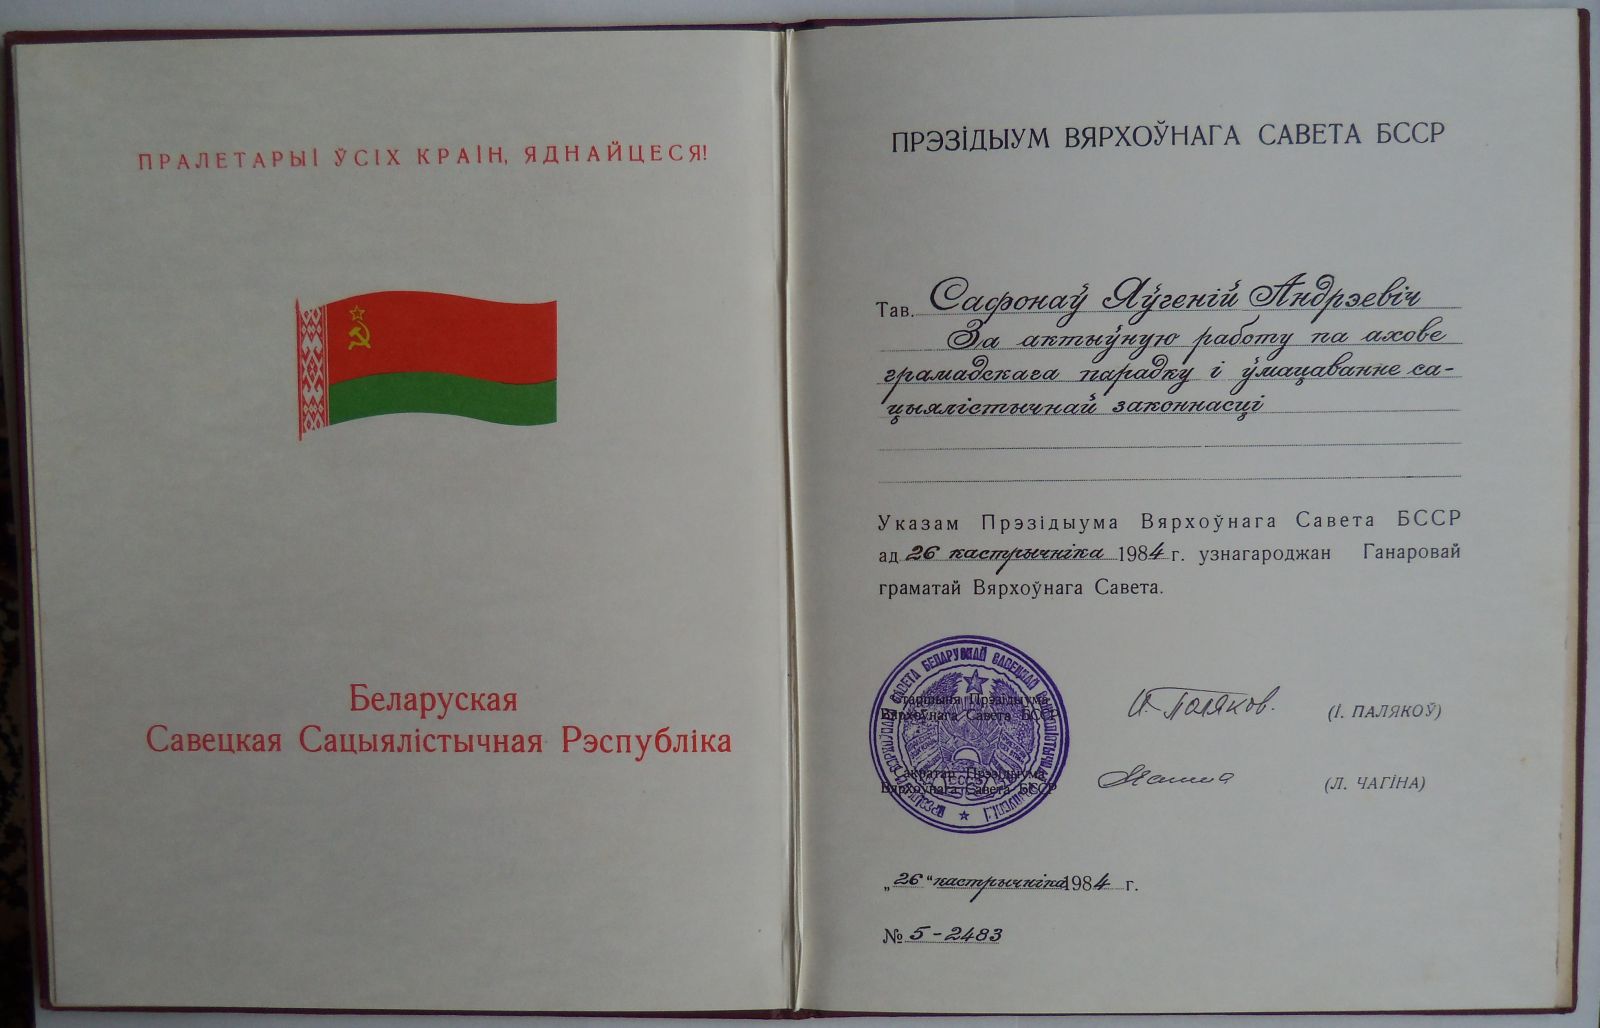 ПРАЛЕТАРЫІ ЎСІХ КРАІН, ЯДНАЙЦЕСЯ!
Беларуская
Савецкая Сацыялістычная Рэспубліка
ПРЭЗІДЫУМ ВЯРХОЎНАГА САВЕТА БССР
Тав. Сафонаў Яўгеній Андрэевіч
За актыўную работу па ахове
грамадскага парадку і ўмацаванне са-
цыялістычнай законнасці
Указам Прэзідыума Вярхоўнага Савета БССР
ад 26 кастрычніка 1984 г. узнагароджан Ганаровай
граматай Вярхоўнага Савета.
Старшыня Прэзідыума
Вярхоўнага Савета БССР
И. Поляков.
(І. ПАЛЯКОЎ)
Сакратар Прэзідыума
Вярхоўнага Савета БССР
(Л. ЧАГІНА)
„26“ кастрычніка 1984 г.
№ 5-2483